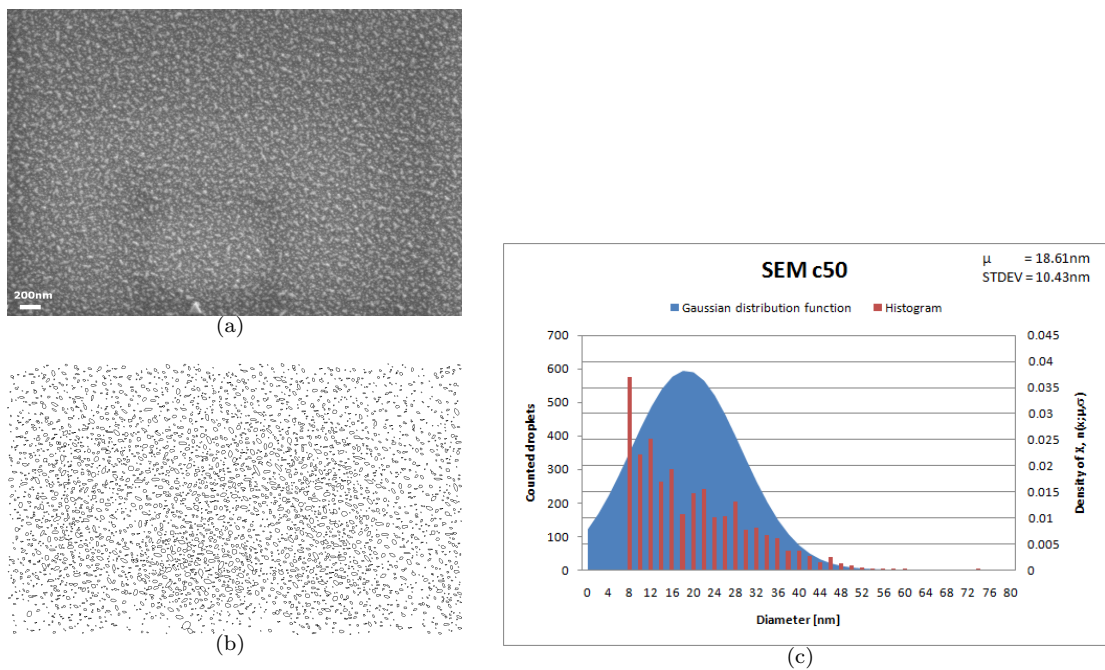 200nm
(a)
(b)
SEM c50
μ = 18.61nm
STDEV = 10.43nm
Gaussian distribution function Histogram
Counted droplets
700
600
500
400
300
200
100
0
0.045
0.04
0.035
0.03
0.025
0.02
0.015
0.01
0.005
0
Density of X, n(k;μ,σ)
0 4 8 12 16 20 24 28 32 36 40 44 48 52 56 60 64 68 72 76 80
Diameter [nm]
(c)